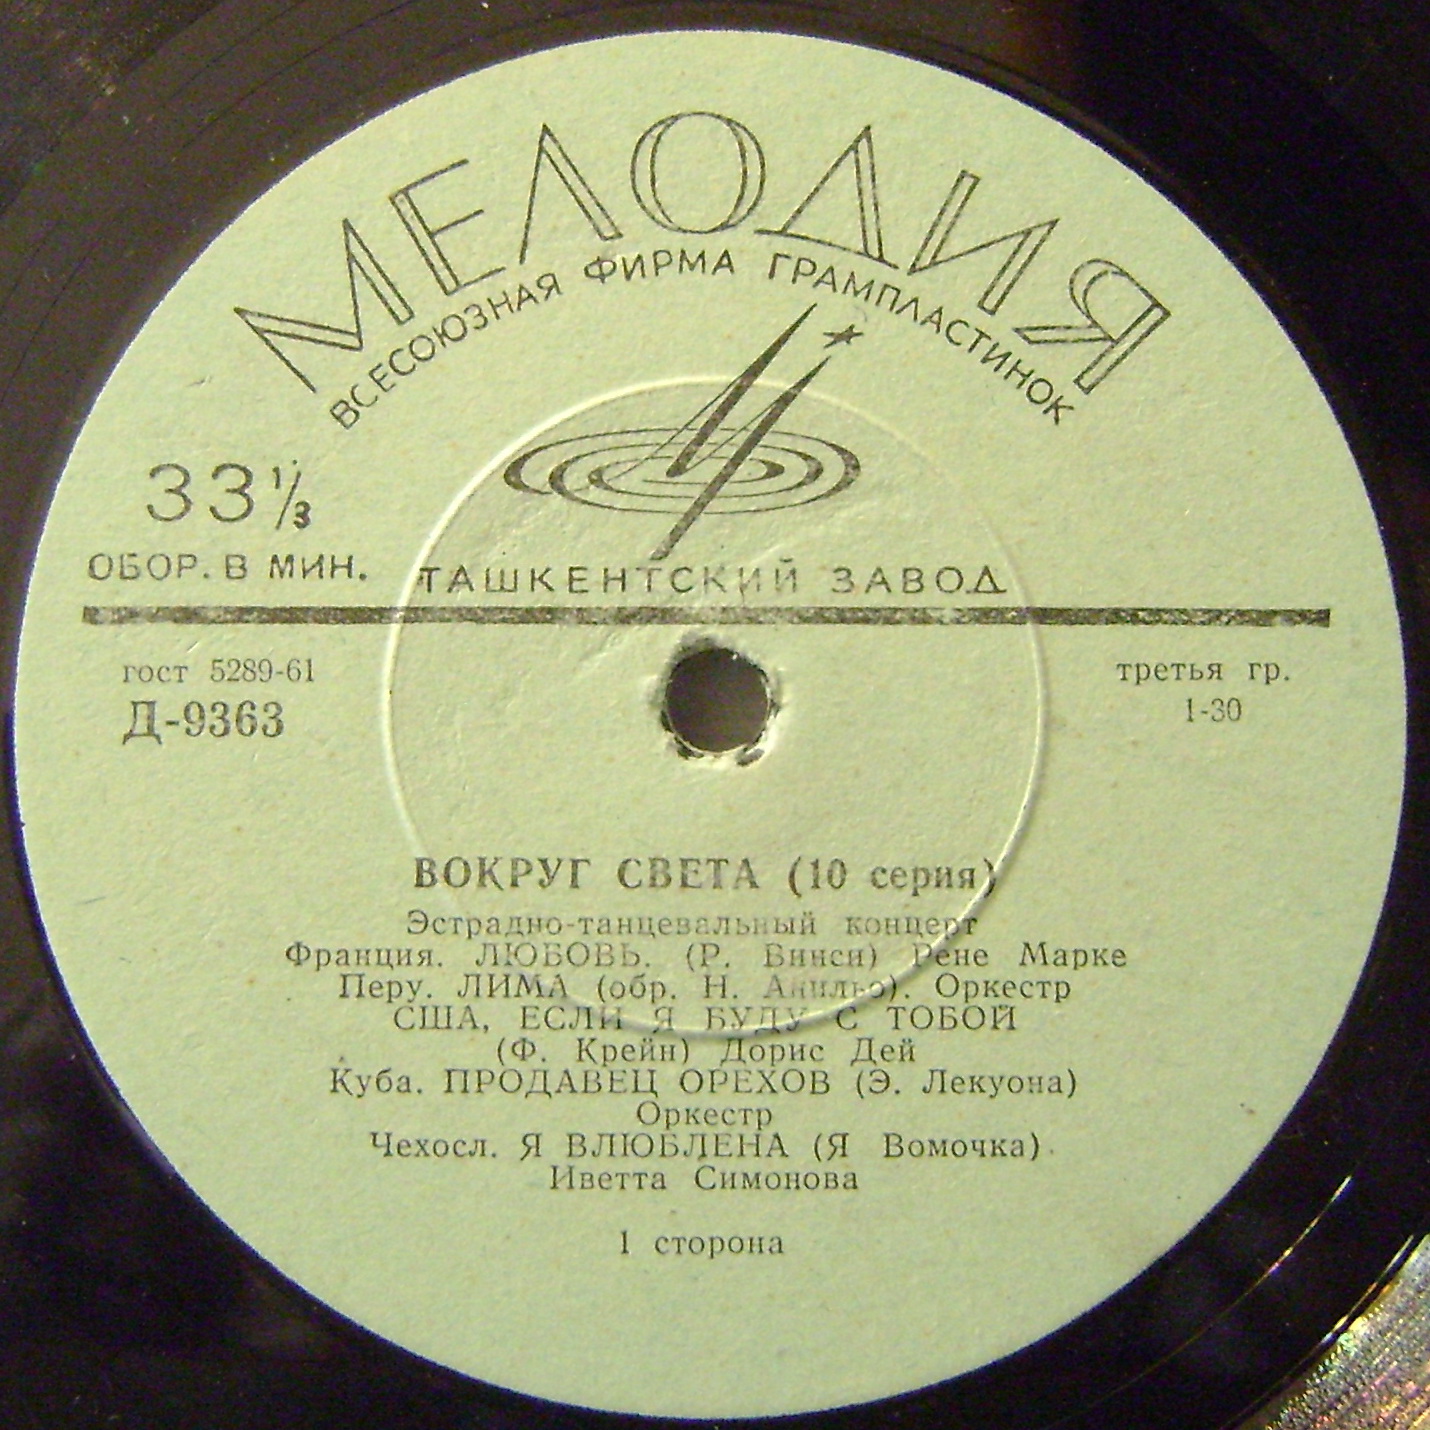 МЕЛОДИЯ
ВСЕСОЮЗНАЯ ФИРМА ГРАМПЛАСТИНОК
33 1/3
ОБОР. В МИН.
ТАШКЕНТСКИЙ ЗАВОД
гост 5289-61
Д-9363
третья гр.
1-30
ВОКРУГ СВЕТА (10 серия)
Эстрадно-танцевальный концерт
Франция. ЛЮБОВЬ. (Р. Винси) Рене Марке
Перу. ЛИМА (обр. Н. Анильо). Оркестр
США, ЕСЛИ Я БУДУ С ТОБОЙ
(Ф. Крейн) Дорис Дей
Куба. ПРОДАВЕЦ ОРЕХОВ (Э. Лекуона)
Оркестр
Чехосл. Я ВЛЮБЛЕНА (Я Вомочка).
Иветта Симонова
1 сторона